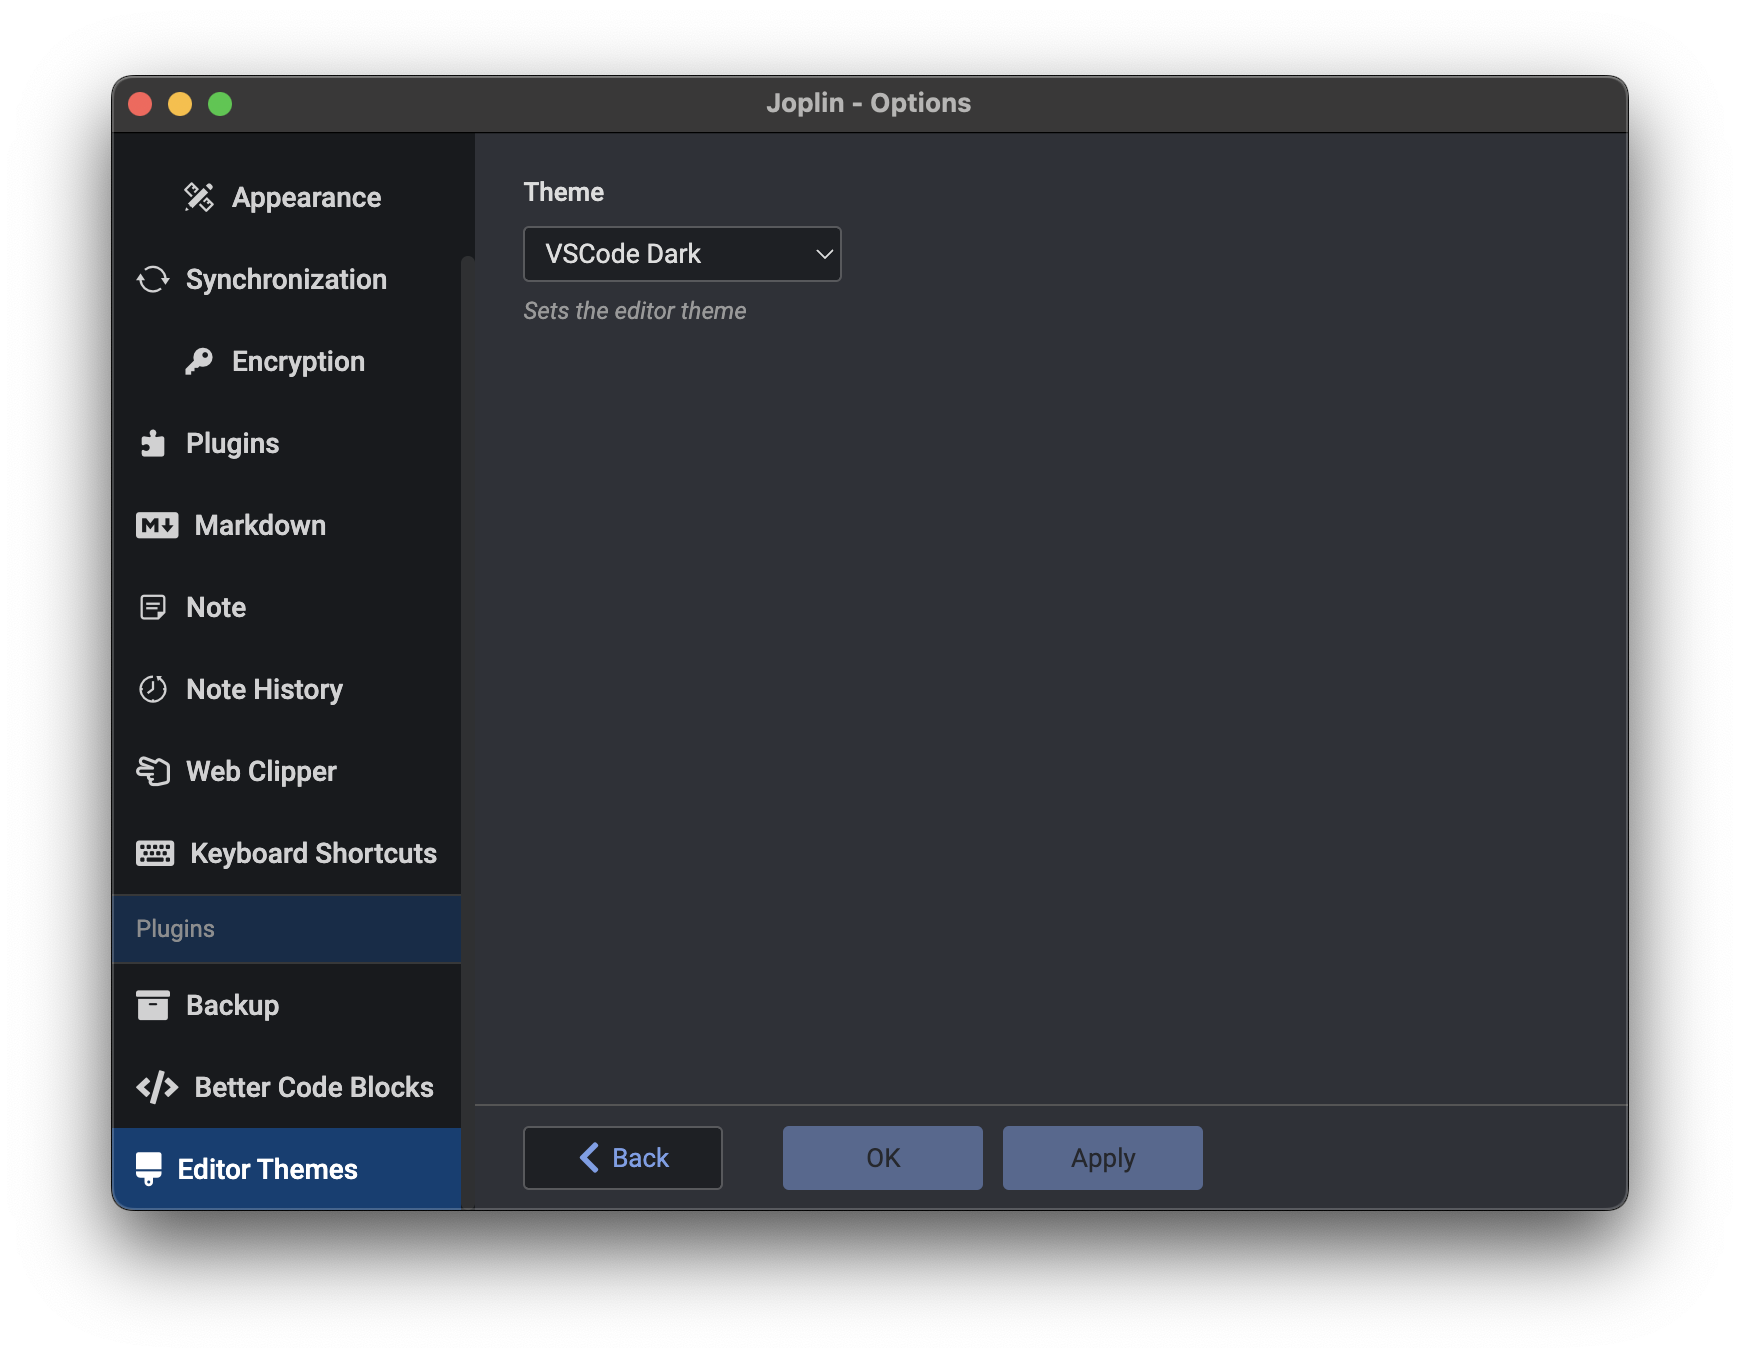 Joplin - Options
Appearance
Synchronization
Encryption
Plugins
Markdown
Note
Note History
Web Clipper
Keyboard Shortcuts
Plugins
Backup
Better Code Blocks
Editor Themes
Theme
VSCode Dark
Sets the editor theme
Back
OK
Apply